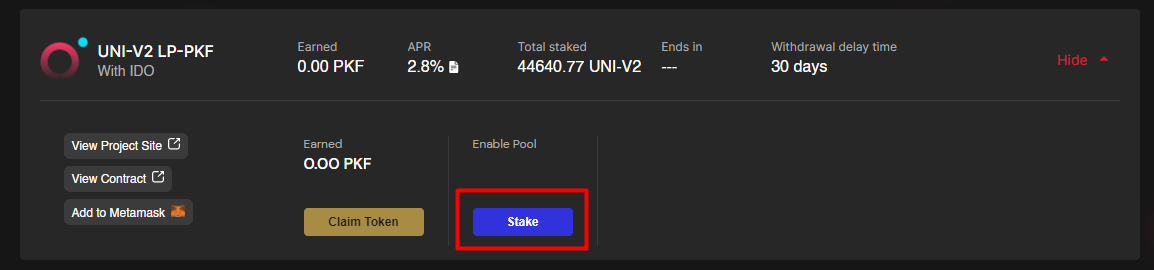 UNI-V2 LP-PKF
With IDO
Earned
0.00 PKF
APR
2.8%
Total staked
44640.77 UNI-V2
Ends in
---
Withdrawal delay time
30 days
Hide
View Project Site
View Contract
Add to Metamask
Earned
0.00 PKF
Claim Token
Enable Pool
Stake